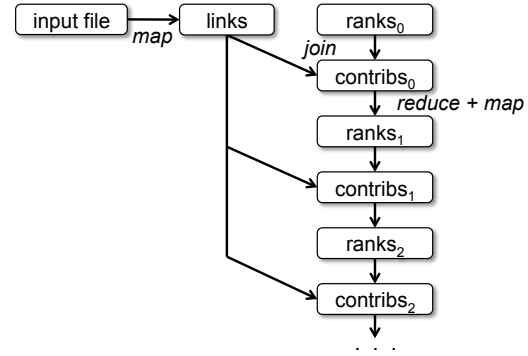 input file
map
links
join
ranks₀
contribs₀
reduce + map
ranks₁
contribs₁
ranks₂
contribs₂
. . .